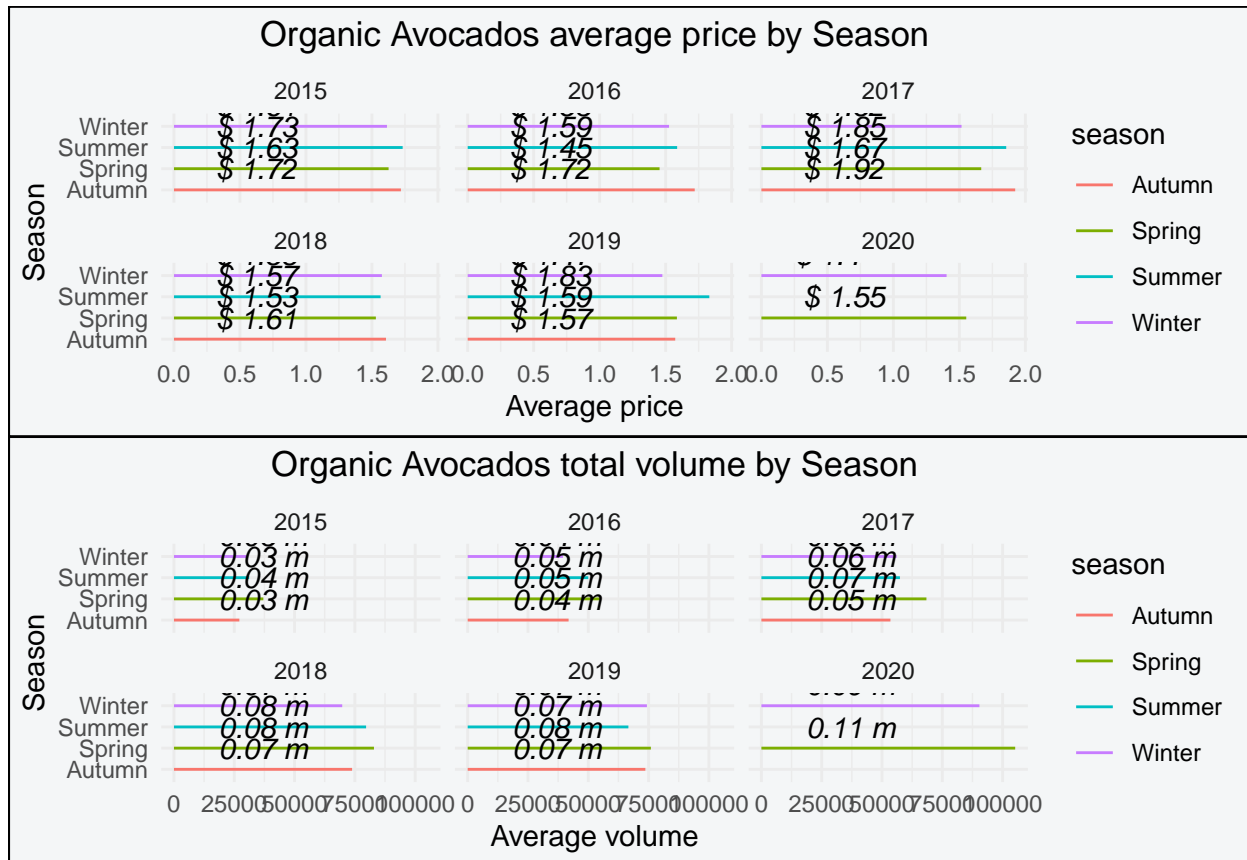 Organic Avocados average price by Season
2015 2016 2017
Winter $ 1.73 $ 1.59 $ 1.85
Summer $ 1.63 $ 1.45 $ 1.67
Spring $ 1.72 $ 1.72 $ 1.92
Autumn
2018 2019 2020
Winter $ 1.57 $ 1.83
Summer $ 1.53 $ 1.59 $ 1.55
Spring $ 1.61 $ 1.57
Autumn
0.0 0.5 1.0 1.5 2.0 0.0 0.5 1.0 1.5 2.0 0.0 0.5 1.0 1.5 2.0
Average price
Season
season
Autumn
Spring
Summer
Winter
Organic Avocados total volume by Season
2015 2016 2017
Winter 0.03 m 0.05 m 0.06 m
Summer 0.04 m 0.05 m 0.07 m
Spring 0.03 m 0.04 m 0.05 m
Autumn
2018 2019 2020
Winter 0.08 m 0.07 m
Summer 0.08 m 0.08 m 0.11 m
Spring 0.07 m 0.07 m
Autumn
0 25000 50000 75000 100000 0 25000 50000 75000 100000 0 25000 50000 75000 100000
Average volume
Season
season
Autumn
Spring
Summer
Winter